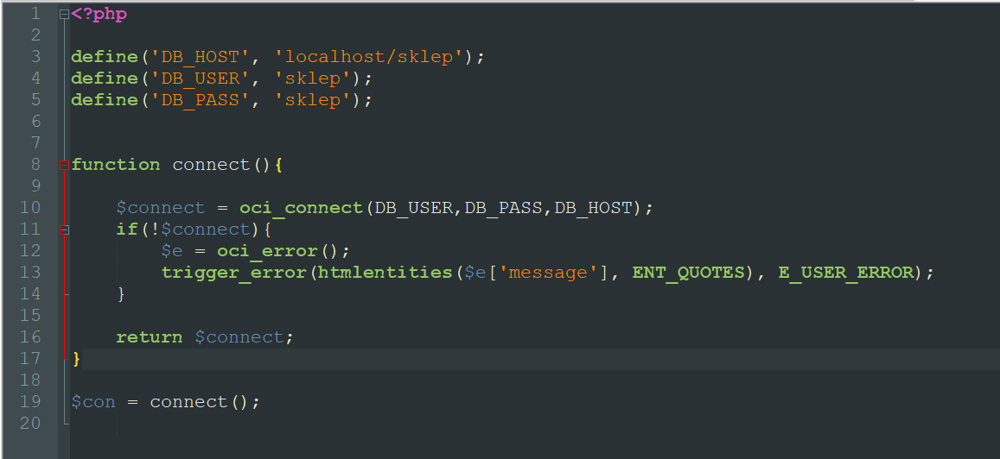 1 <?php
2
3 define('DB_HOST', 'localhost/sklep');
4 define('DB_USER', 'sklep');
5 define('DB_PASS', 'sklep');
6
7
8 function connect(){
9
10 $connect = oci_connect(DB_USER,DB_PASS,DB_HOST);
11 if(!$connect){
12 $e = oci_error();
13 trigger_error(htmlentities($e['message'], ENT_QUOTES), E_USER_ERROR);
14 }
15
16 return $connect;
17 }
18
19 $con = connect();
20